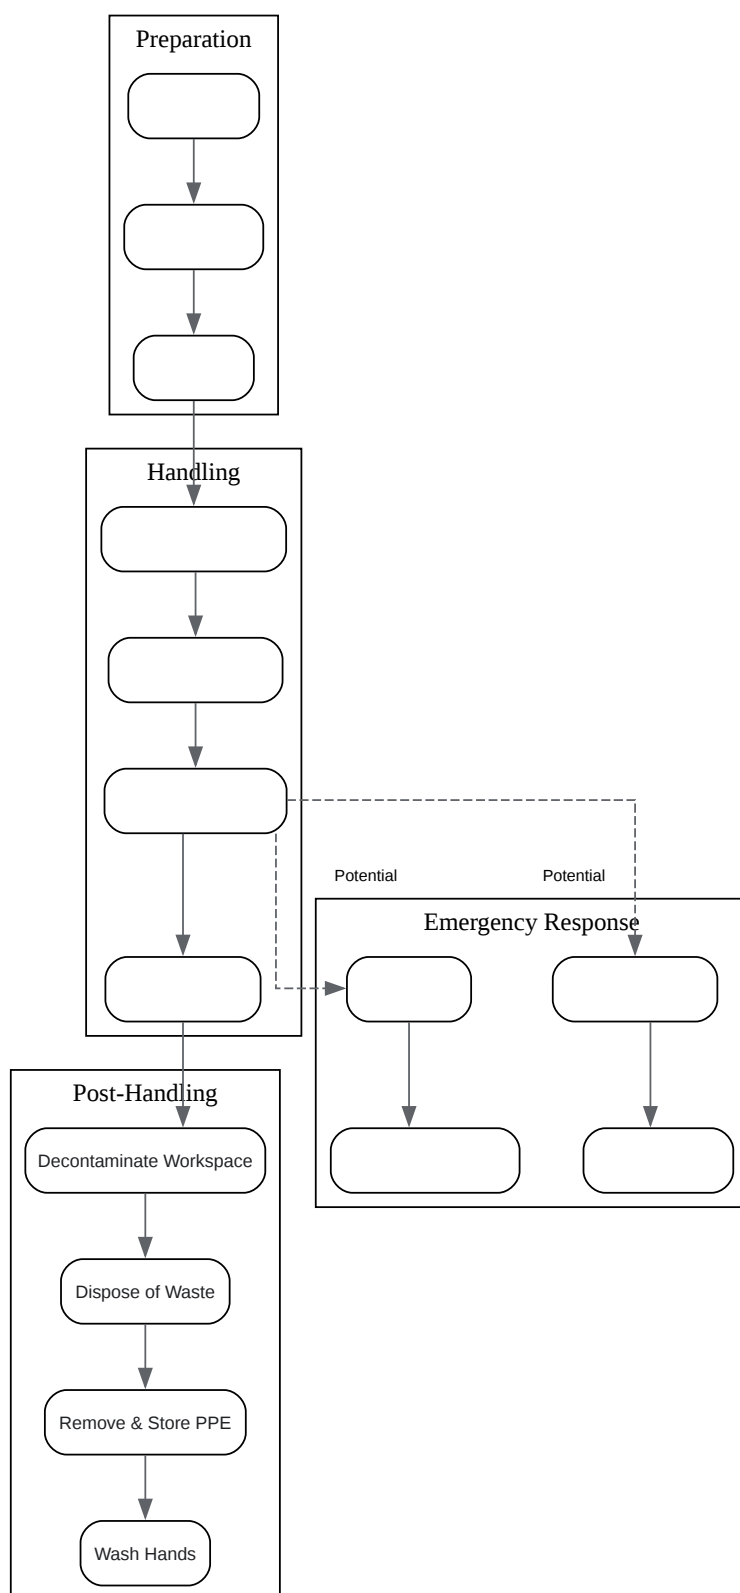 Preparation
Handling
Potential
Potential
Emergency Response
Post-Handling
Decontaminate Workspace
Dispose of Waste
Remove & Store PPE
Wash Hands